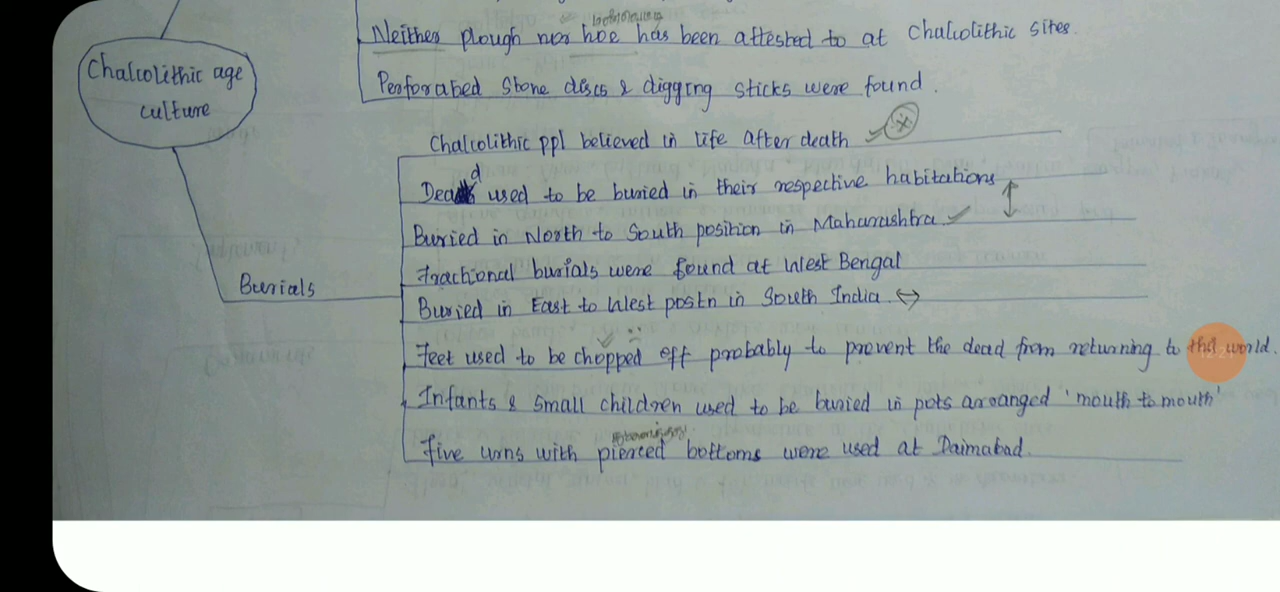 Neither plough nor hoe has been attested to at Chalcolithic sites.
Chalcolithic age
culture
Perforated stone discs & digging sticks were found.
Chalcolithic ppl believed in life after death
Dead used to be buried in their respective habitations
Buried in North to South position in Maharashtra
Fractional burials were found at West Bengal
Burials
Buried in East to West postn in South India
Feet used to be chopped off probably to prevent the dead from returning to the world.
Infants & small children used to be buried in pots arranged 'mouth to mouth'
Five urns with pierced bottoms were used at Daimabad.